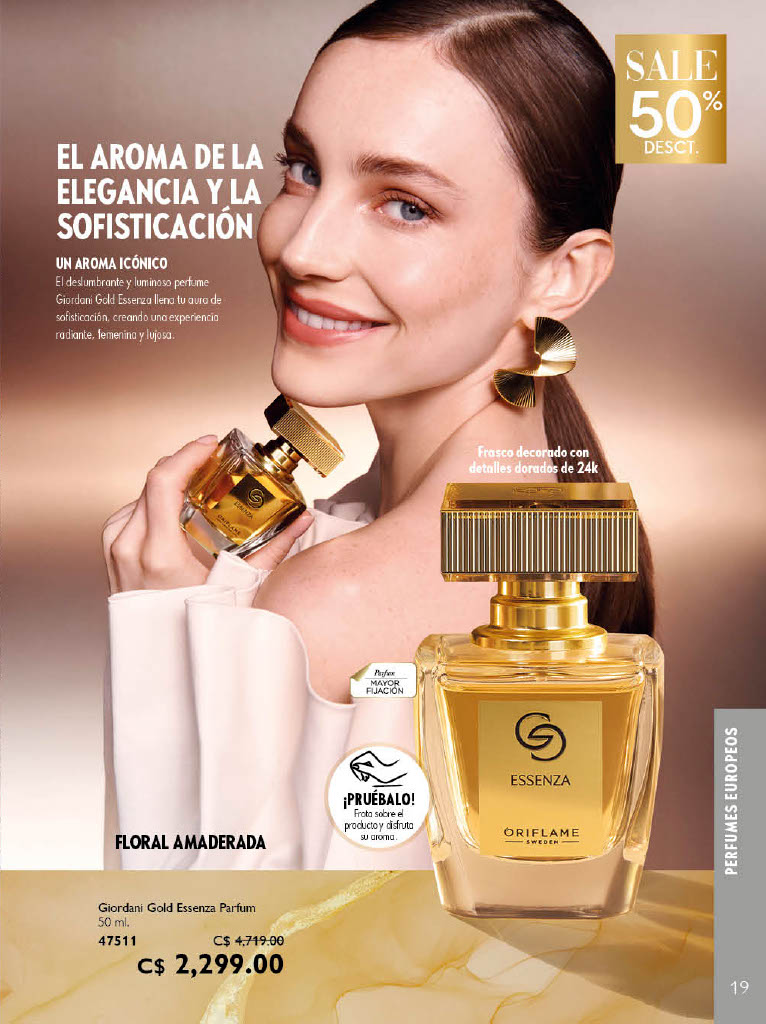 SALE
50%
DESCT.
EL AROMA DE LA
ELEGANCIA Y LA
SOFISTICACIÓN
UN AROMA ICÓNICO
El deslumbrante y luminoso perfume
Giordani Gold Essenza llena tu aura de
sofisticación, creando una experiencia
radiante, femenina y lujosa.
Frasco decorado con
detalles dorados de 24k
ESSENZA
ORIFLAME
Parfum
MAYOR
FIJACIÓN
¡PRUÉBALO!
Frota sobre el
producto y disfruta
su aroma.
ESSENZA
ORIFLAME
SWEDEN
FLORAL AMADERADA
PERFUMES EUROPEOS
Giordani Gold Essenza Parfum
50 ml.
47511 C$ 4,719.00
C$ 2,299.00
19